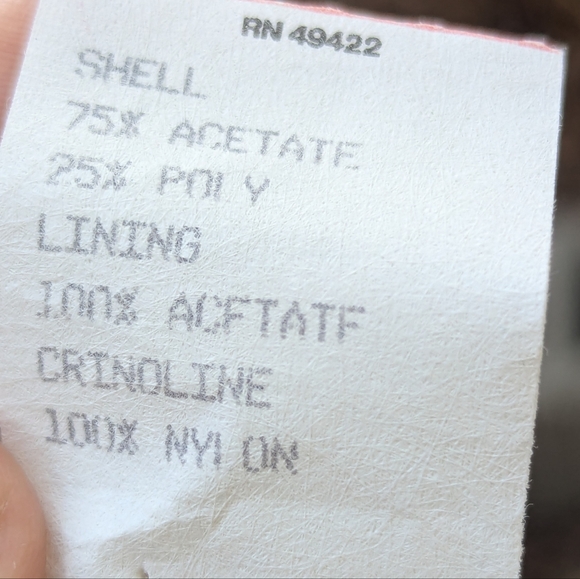 RN 49422
SHELL
75% ACETATE
25% POLY
LINING
100% ACETATE
CRINOLINE
100% NYLON